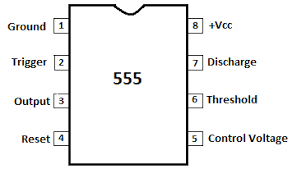 Ground 1 8 +Vcc
Trigger 2 7 Discharge
555
Output 3 6 Threshold
Reset 4 5 Control Voltage